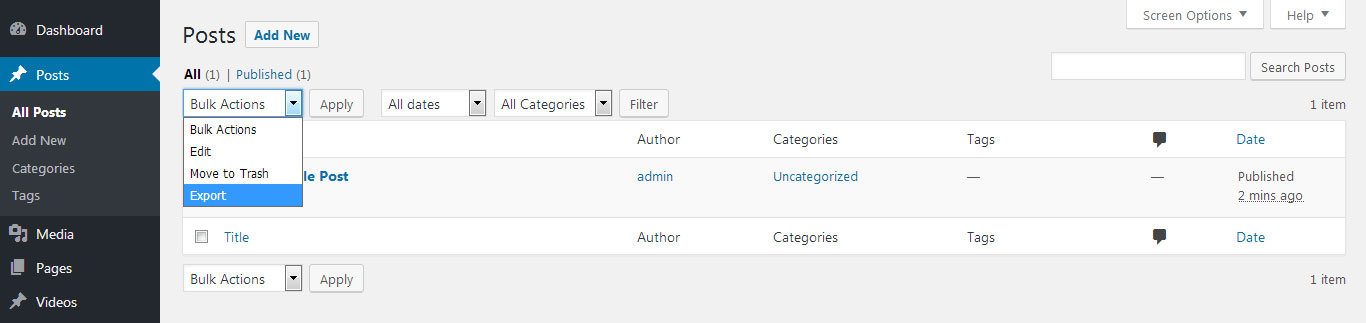 Dashboard
Posts
All Posts
Add New
Categories
Tags
Media
Pages
Videos
Screen Options Help
Posts Add New
All (1) | Published (1)
Search Posts
Bulk Actions Apply All dates All Categories Filter 1 item
Bulk Actions
Edit
Move to Trash
Export
Author Categories Tags Date
Post admin Uncategorized — — Published
2 mins ago
Title Author Categories Tags Date
Bulk Actions Apply 1 item